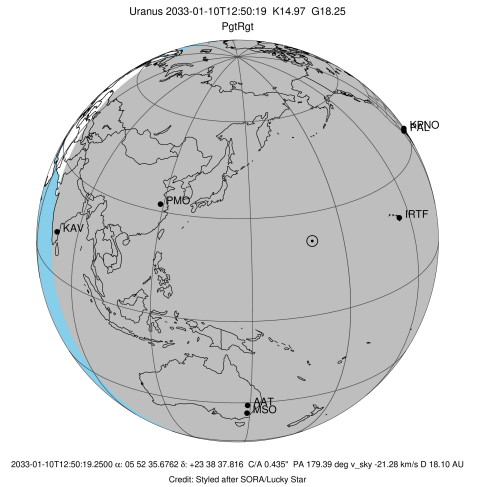 Uranus 2033-01-10T12:50:19 K14.97 G18.25
PgtRgt
KPNO
PAL
PMO
IRTF
KAV
AAT
MSO
2033-01-10T12:50:19.2500 α: 05 52 35.6762 δ: +23 38 37.816 C/A 0.435" PA 179.39 deg v_sky -21.28 km/s D 18.10 AU
Credit: Styled after SORA/Lucky Star